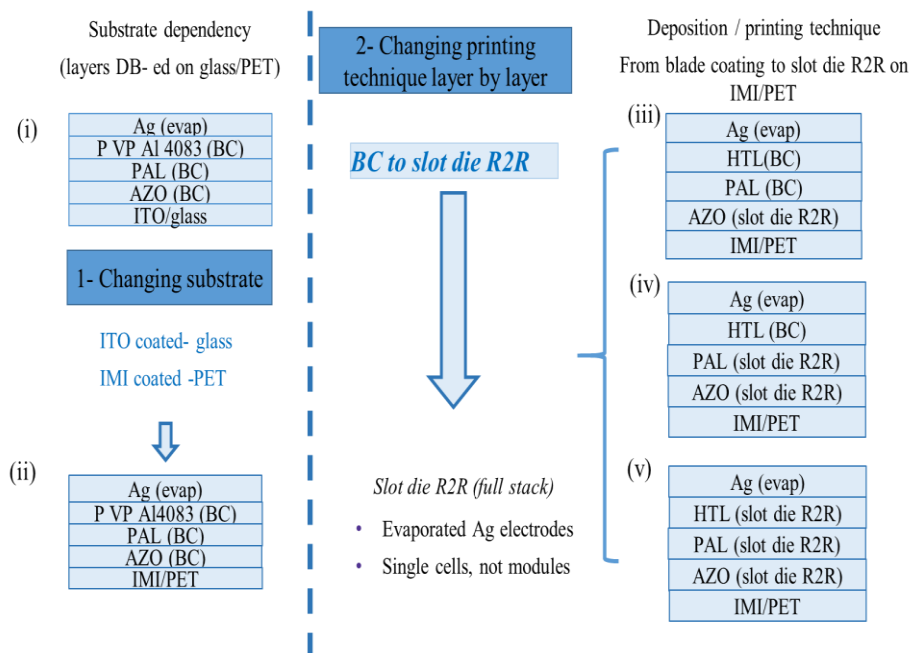 Substrate dependency
(layers DB- ed on glass/PET)
(i)
Ag (evap)
P VP Al 4083 (BC)
PAL (BC)
AZO (BC)
ITO/glass
1- Changing substrate
ITO coated- glass
IMI coated -PET
(ii)
Ag (evap)
P VP Al4083 (BC)
PAL (BC)
AZO (BC)
IMI/PET
2- Changing printing
technique layer by layer
BC to slot die R2R
Slot die R2R (full stack)
• Evaporated Ag electrodes
• Single cells, not modules
Deposition / printing technique
From blade coating to slot die R2R on
IMI/PET
(iii)
Ag (evap)
HTL(BC)
PAL (BC)
AZO (slot die R2R)
IMI/PET
(iv)
Ag (evap)
HTL (BC)
PAL (slot die R2R)
AZO (slot die R2R)
IMI/PET
(v)
Ag (evap)
HTL (slot die R2R)
PAL (slot die R2R)
AZO (slot die R2R)
IMI/PET